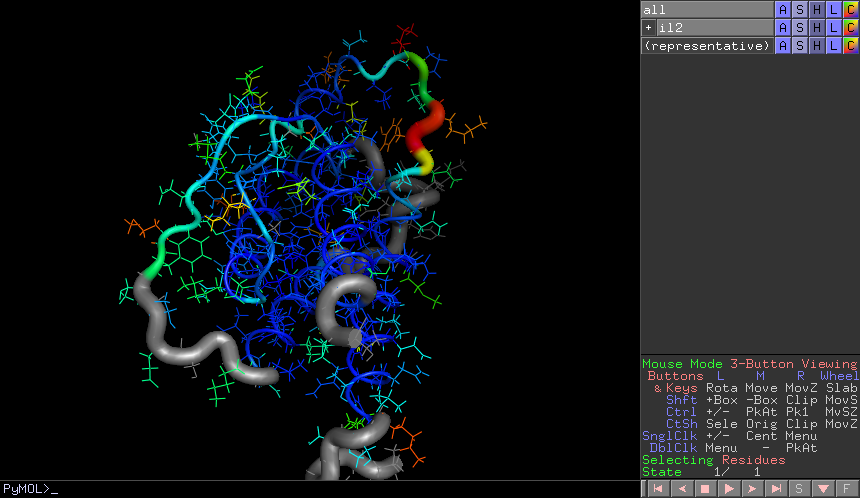 all A S H L C
+ il2 A S H L C
(representative) A S H L C
Mouse Mode 3-Button Viewing
Buttons L M R Wheel
& Keys Rota Move MovZ Slab
Shft +Box -Box Clip MovS
Ctrl +/- PkAt Pk1 MvSZ
CtSh Sele Orig Clip MovZ
SnglClk +/- Cent Menu
DblClk Menu - PkAt
Selecting Residues
State 1/ 1
PyMOL>_ S F